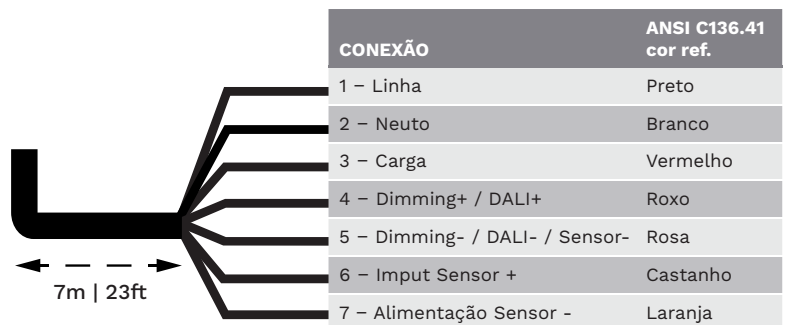 CONEXÃO
ANSI C136.41
cor ref.
1 – Linha Preto
2 – Neuto Branco
3 – Carga Vermelho
4 – Dimming+ / DALI+ Roxo
5 – Dimming- / DALI- / Sensor- Rosa
6 – Imput Sensor + Castanho
7 – Alimentação Sensor - Laranja
7m | 23ft